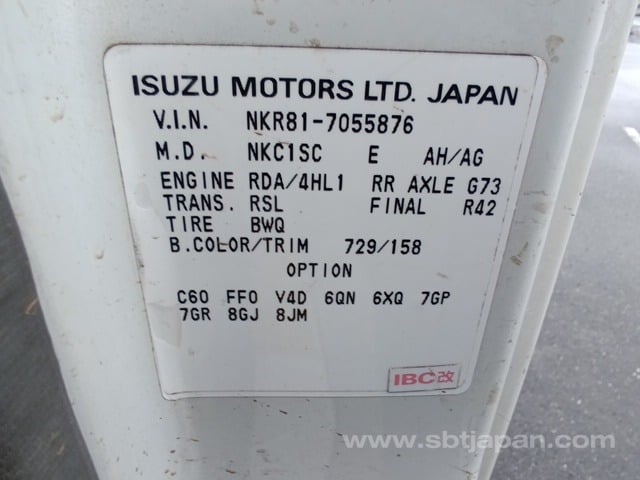 ISUZU MOTORS LTD. JAPAN
V.I.N. NKR81-7055876
M.D. NKC1SC E AH/AG
ENGINE RDA/4HL1 RR AXLE G73
TRANS. RSL FINAL R42
TIRE BWQ
B.COLOR/TRIM 729/158
OPTION
C60 FF0 V4D 6QN 6XQ 7GP
7GR 8GJ 8JM
IBC改
www.sbtjapan.com